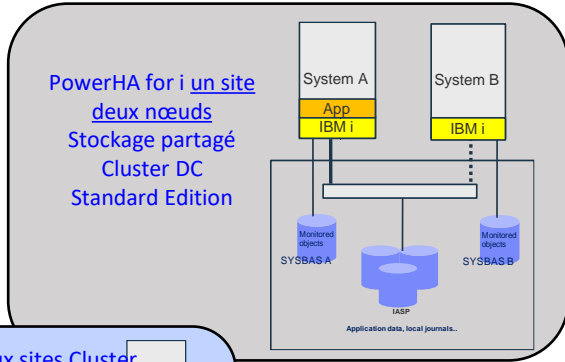 PowerHA for i un site
deux nœuds
Stockage partagé
Cluster DC
Standard Edition
System A
App
IBM i
System B
IBM i
Monitored
objects
SYSBAS A
Monitored
objects
SYSBAS B
IASP
Application data, local journals..
ux sites Cluster